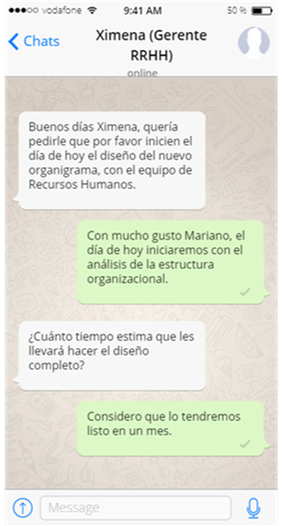 vodafone 9:41 AM 50 %
Chats
Ximena (Gerente
RRHH)
online
Buenos días Ximena, quería
pedirle que por favor inicien el
día de hoy el diseño del nuevo
organigrama, con el equipo de
Recursos Humanos.
Con mucho gusto Mariano, el
día de hoy iniciaremos con el
análisis de la estructura
organizacional.
¿Cuánto tiempo estima que les
llevará hacer el diseño
completo?
Considero que lo tendremos
listo en un mes.
Message